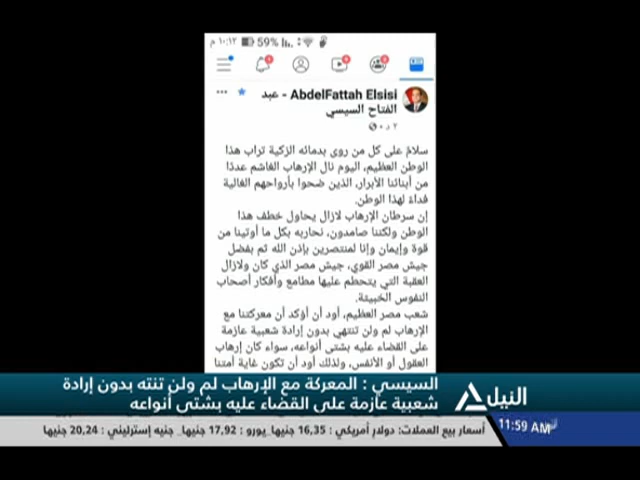 ١٠:١٢ م 59%
AbdelFattah Elsisi - عبد
الفتاح السيسي
٢ د
سلامٌ على كل من روى بدمائه الزكية تراب هذا
الوطن العظيم، اليوم نال الإرهاب الغاشم عددًا
من أبنائنا الأبرار، الذين ضحوا بأرواحهم الغالية
فداءً لهذا الوطن.
إن سرطان الإرهاب لازال يحاول خطف هذا
الوطن ولكننا صامدون، نحاربه بكل ما أوتينا من
قوة وإيمان وإنا لمنتصرين بإذن الله ثم بفضل
جيش مصر القوي، جيش مصر الذي كان ولازال
العقبة التي يتحطم عليها مطامع وأفكار أصحاب
النفوس الخبيثة.
شعب مصر العظيم، أود أن أؤكد أن معركتنا مع
الإرهاب لم ولن تنتهي بدون إرادة شعبية عازمة
على القضاء عليه بشتى أنواعه، سواء كان إرهاب
العقول أو الأنفس، ولذلك أود أن تكون غاية أمتنا
السيسي : المعركة مع الإرهاب لم ولن تنته بدون إرادة
شعبية عازمة على القضاء عليه بشتى أنواعه
النيل
أسعار بيع العملات: دولار أمريكي : 16,35 جنيها_ يورو : 17,92 جنيها_ جنيه إسترليني : 20,24 جنيها
11:59 AM